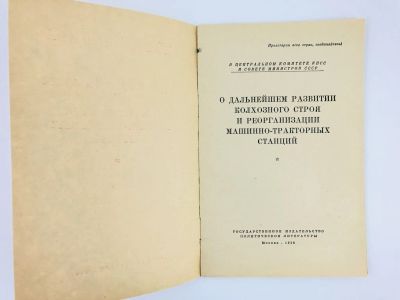 Пролетарии всех стран, соединяйтесь!
В ЦЕНТРАЛЬНОМ КОМИТЕТЕ КПСС
И СОВЕТЕ МИНИСТРОВ СССР
О ДАЛЬНЕЙШЕМ РАЗВИТИИ
КОЛХОЗНОГО СТРОЯ
И РЕОРГАНИЗАЦИИ
МАШИННО-ТРАКТОРНЫХ
СТАНЦИЙ
ГОСУДАРСТВЕННОЕ ИЗДАТЕЛЬСТВО
ПОЛИТИЧЕСКОЙ ЛИТЕРАТУРЫ
Москва · 1958